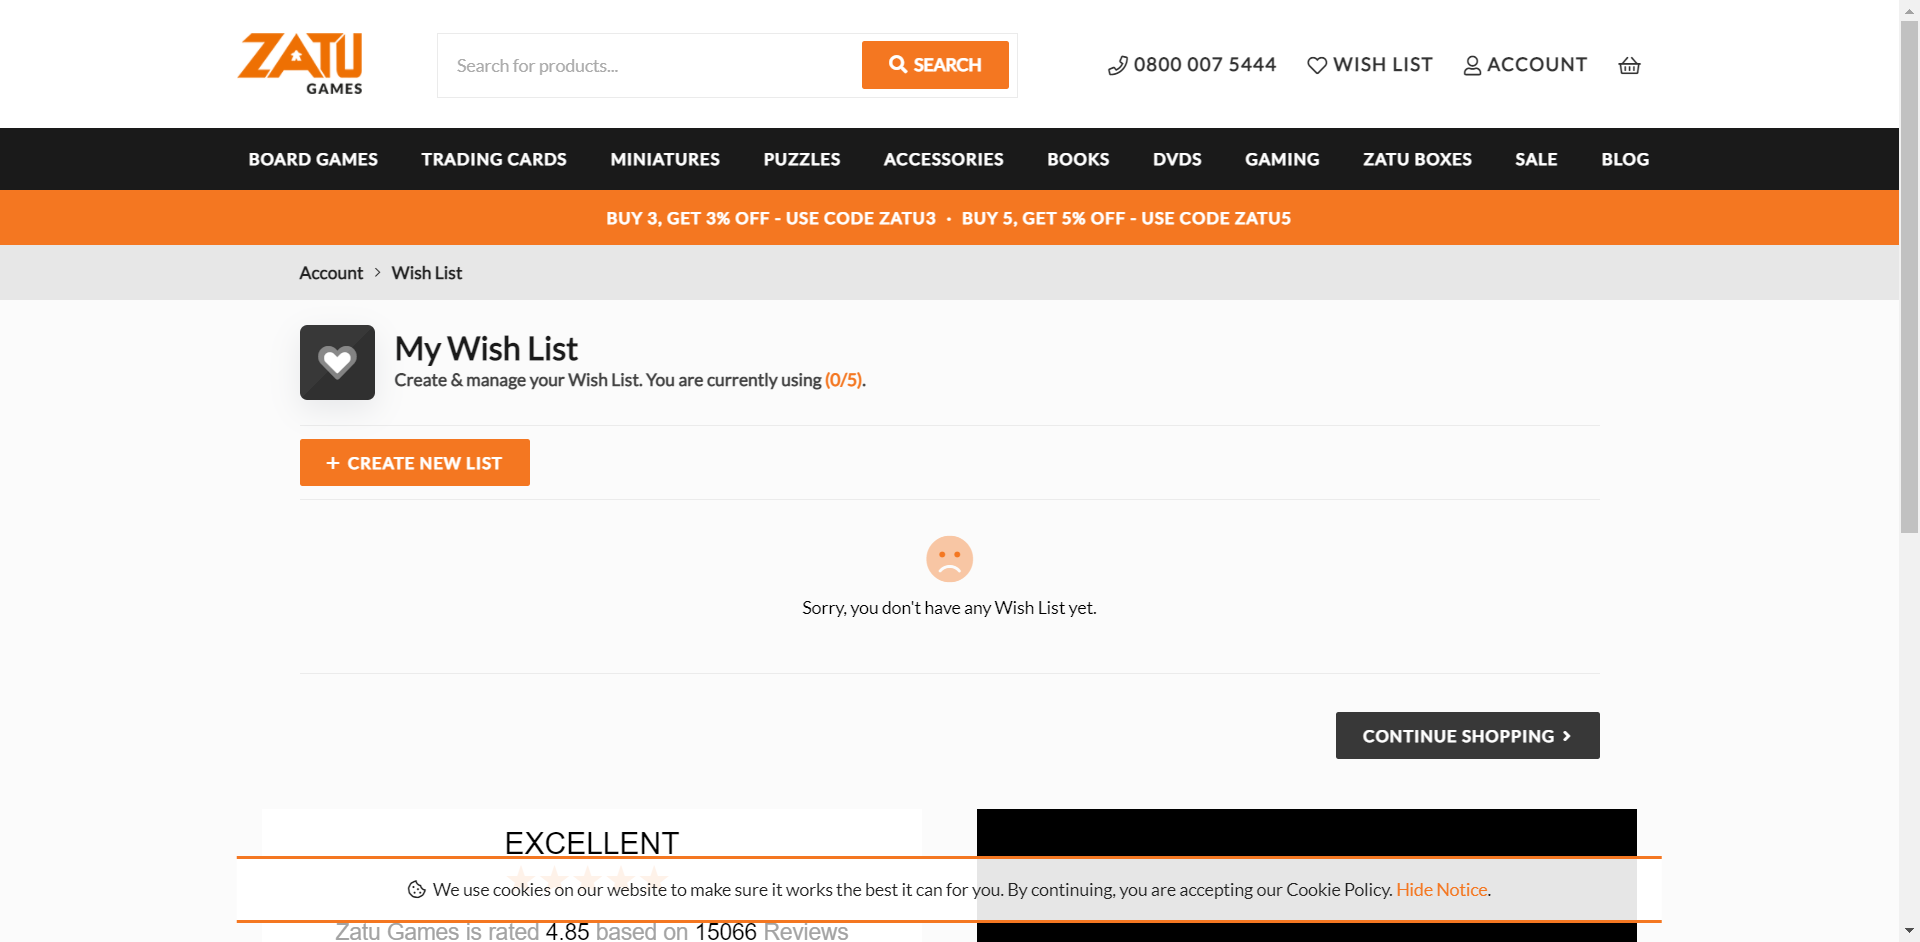 ZATU
GAMES
Search for products...
SEARCH
0800 007 5444
WISH LIST
ACCOUNT
BOARD GAMES
TRADING CARDS
MINIATURES
PUZZLES
ACCESSORIES
BOOKS
DVDS
GAMING
ZATU BOXES
SALE
BLOG
BUY 3, GET 3% OFF - USE CODE ZATU3 · BUY 5, GET 5% OFF - USE CODE ZATU5
Account > Wish List
My Wish List
Create & manage your Wish List. You are currently using (0/5).
+ CREATE NEW LIST
Sorry, you don't have any Wish List yet.
CONTINUE SHOPPING >
EXCELLENT
We use cookies on our website to make sure it works the best it can for you. By continuing, you are accepting our Cookie Policy. Hide Notice.
Zatu Games is rated 4.85 based on 15066 Reviews